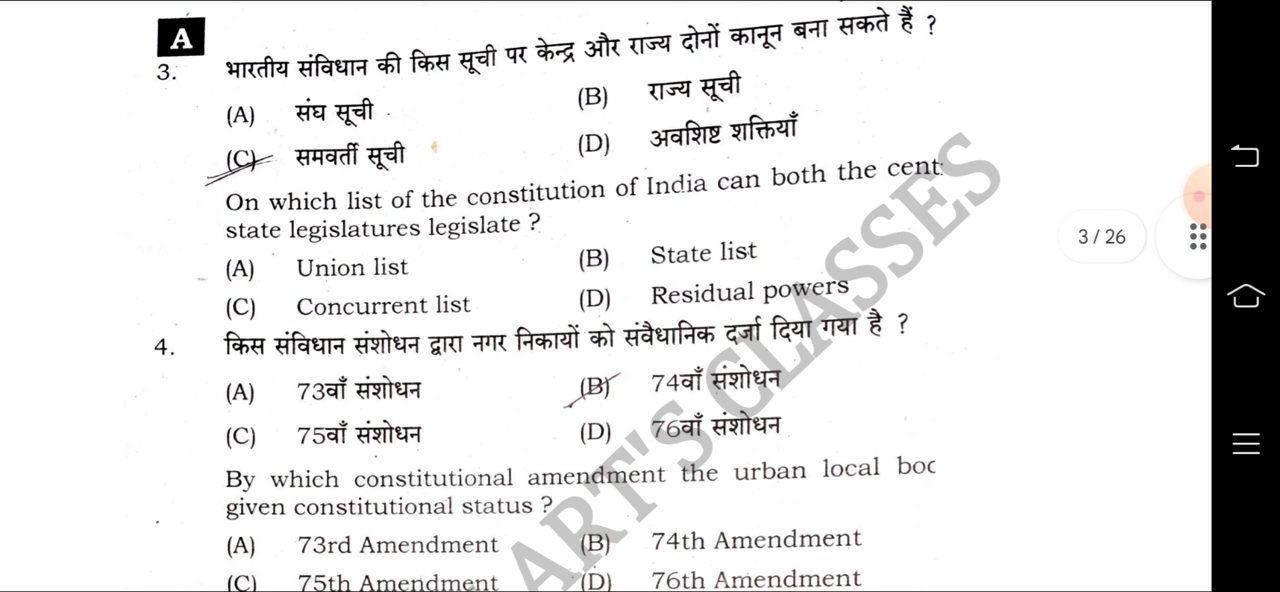 A
3. भारतीय संविधान की किस सूची पर केन्द्र और राज्य दोनों कानून बना सकते हैं ?
(A) संघ सूची (B) राज्य सूची
(C) समवर्ती सूची (D) अवशिष्ट शक्तियाँ
On which list of the constitution of India can both the cent
state legislatures legislate ?
(A) Union list (B) State list
(C) Concurrent list (D) Residual powers
4. किस संविधान संशोधन द्वारा नगर निकायों को संवैधानिक दर्जा दिया गया है ?
(A) 73वाँ संशोधन (B) 74वाँ संशोधन
(C) 75वाँ संशोधन (D) 76वाँ संशोधन
By which constitutional amendment the urban local boc
given constitutional status ?
(A) 73rd Amendment (B) 74th Amendment
(C) 75th Amendment (D) 76th Amendment
ART'S CLASSES
3 / 26